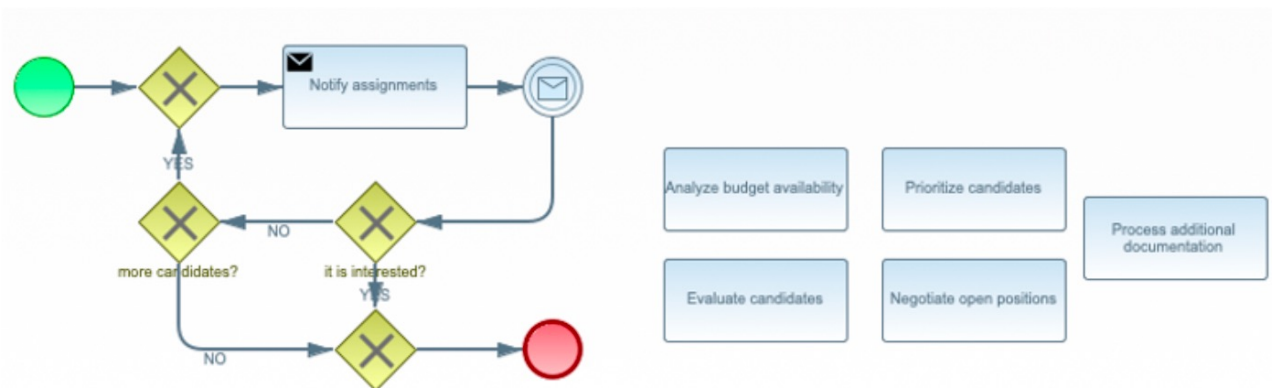 Notify assignments
YES
NO
more candidates?
it is interested?
YES
NO
Analyze budget availability
Prioritize candidates
Process additional
documentation
Evaluate candidates
Negotiate open positions